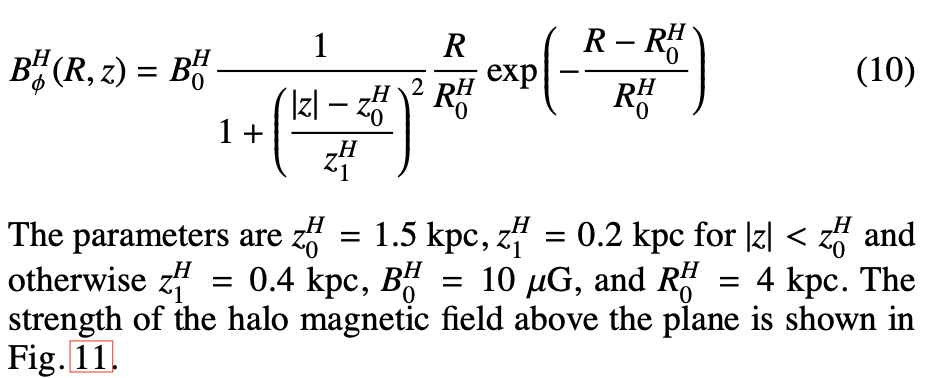 B_ϕ^H(R, z) = B_0^H \frac{1}{1 + \left(\frac{|z| - z_0^H}{z_1^H}\right)^2} \frac{R}{R_0^H} \exp\left(-\frac{R - R_0^H}{R_0^H}\right) (10)
The parameters are z_0^H = 1.5 kpc, z_1^H = 0.2 kpc for |z| < z_0^H and
otherwise z_1^H = 0.4 kpc, B_0^H = 10 μG, and R_0^H = 4 kpc. The
strength of the halo magnetic field above the plane is shown in
Fig. 11.